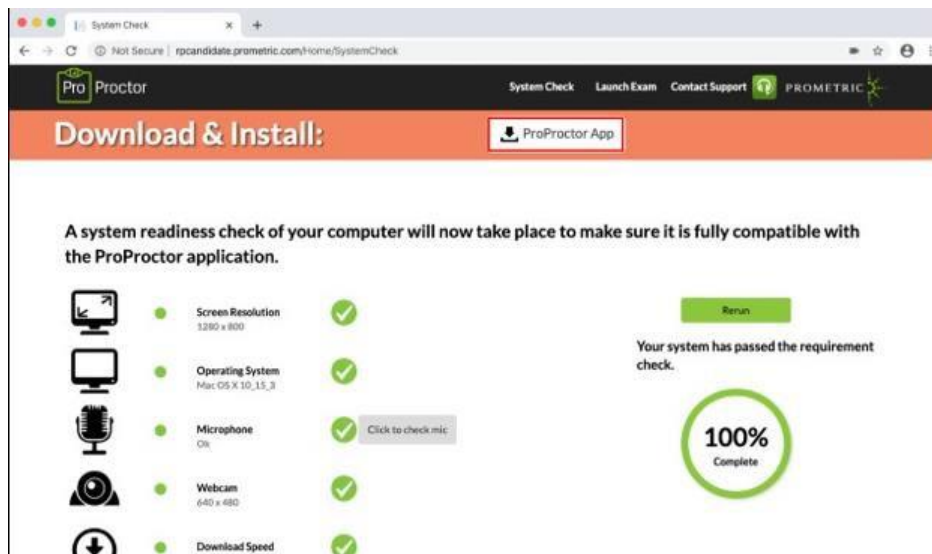 System Check
Not Secure | rpcandidate.prometric.com/Home/SystemCheck
Pro Proctor
System Check Launch Exam Contact Support PROMETRIC
Download & Install:
ProProctor App
A system readiness check of your computer will now take place to make sure it is fully compatible with
the ProProctor application.
Screen Resolution
1280 x 800
Operating System
Mac OS X 10_15_3
Microphone
Ok
Click to check mic
Webcam
640 x 480
Download Speed
Rerun
Your system has passed the requirement
check.
100%
Complete